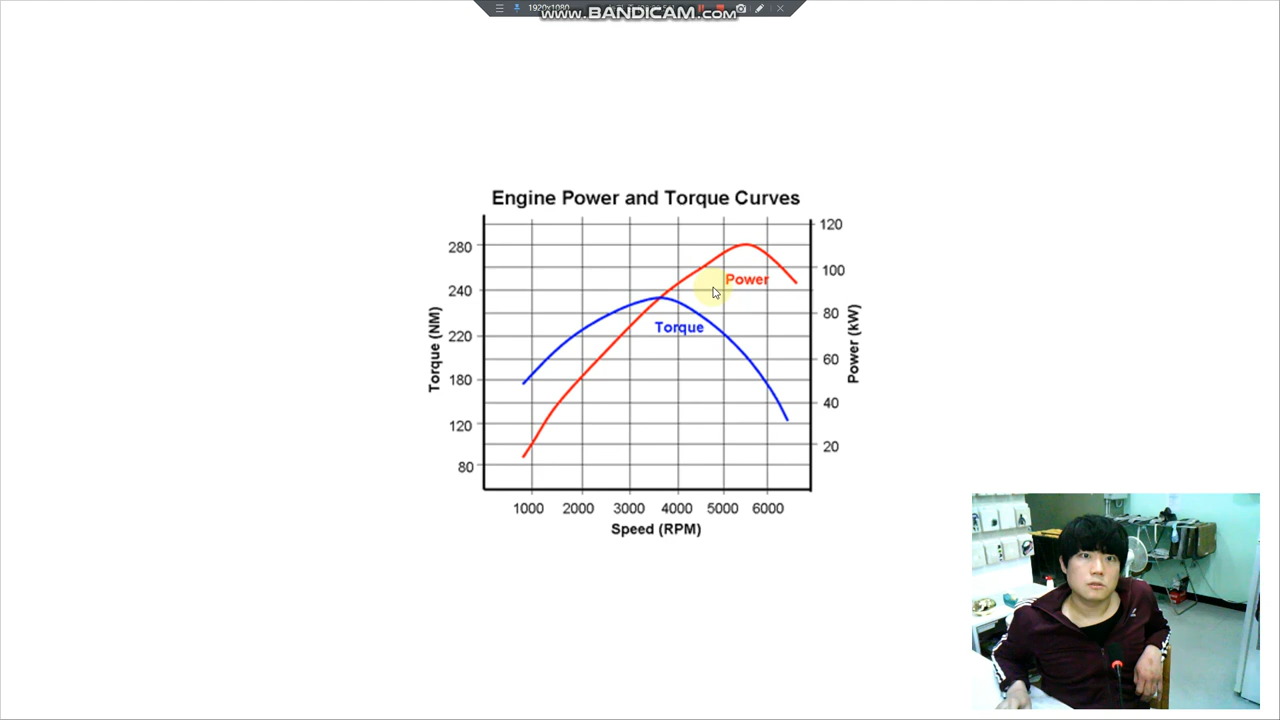 1920x1080
www.BANDICAM.com
Engine Power and Torque Curves
120
280
100
Power
240
80
Torque
220
60
180
40
120
20
80
Torque (NM)
Power (kW)
1000 2000 3000 4000 5000 6000
Speed (RPM)